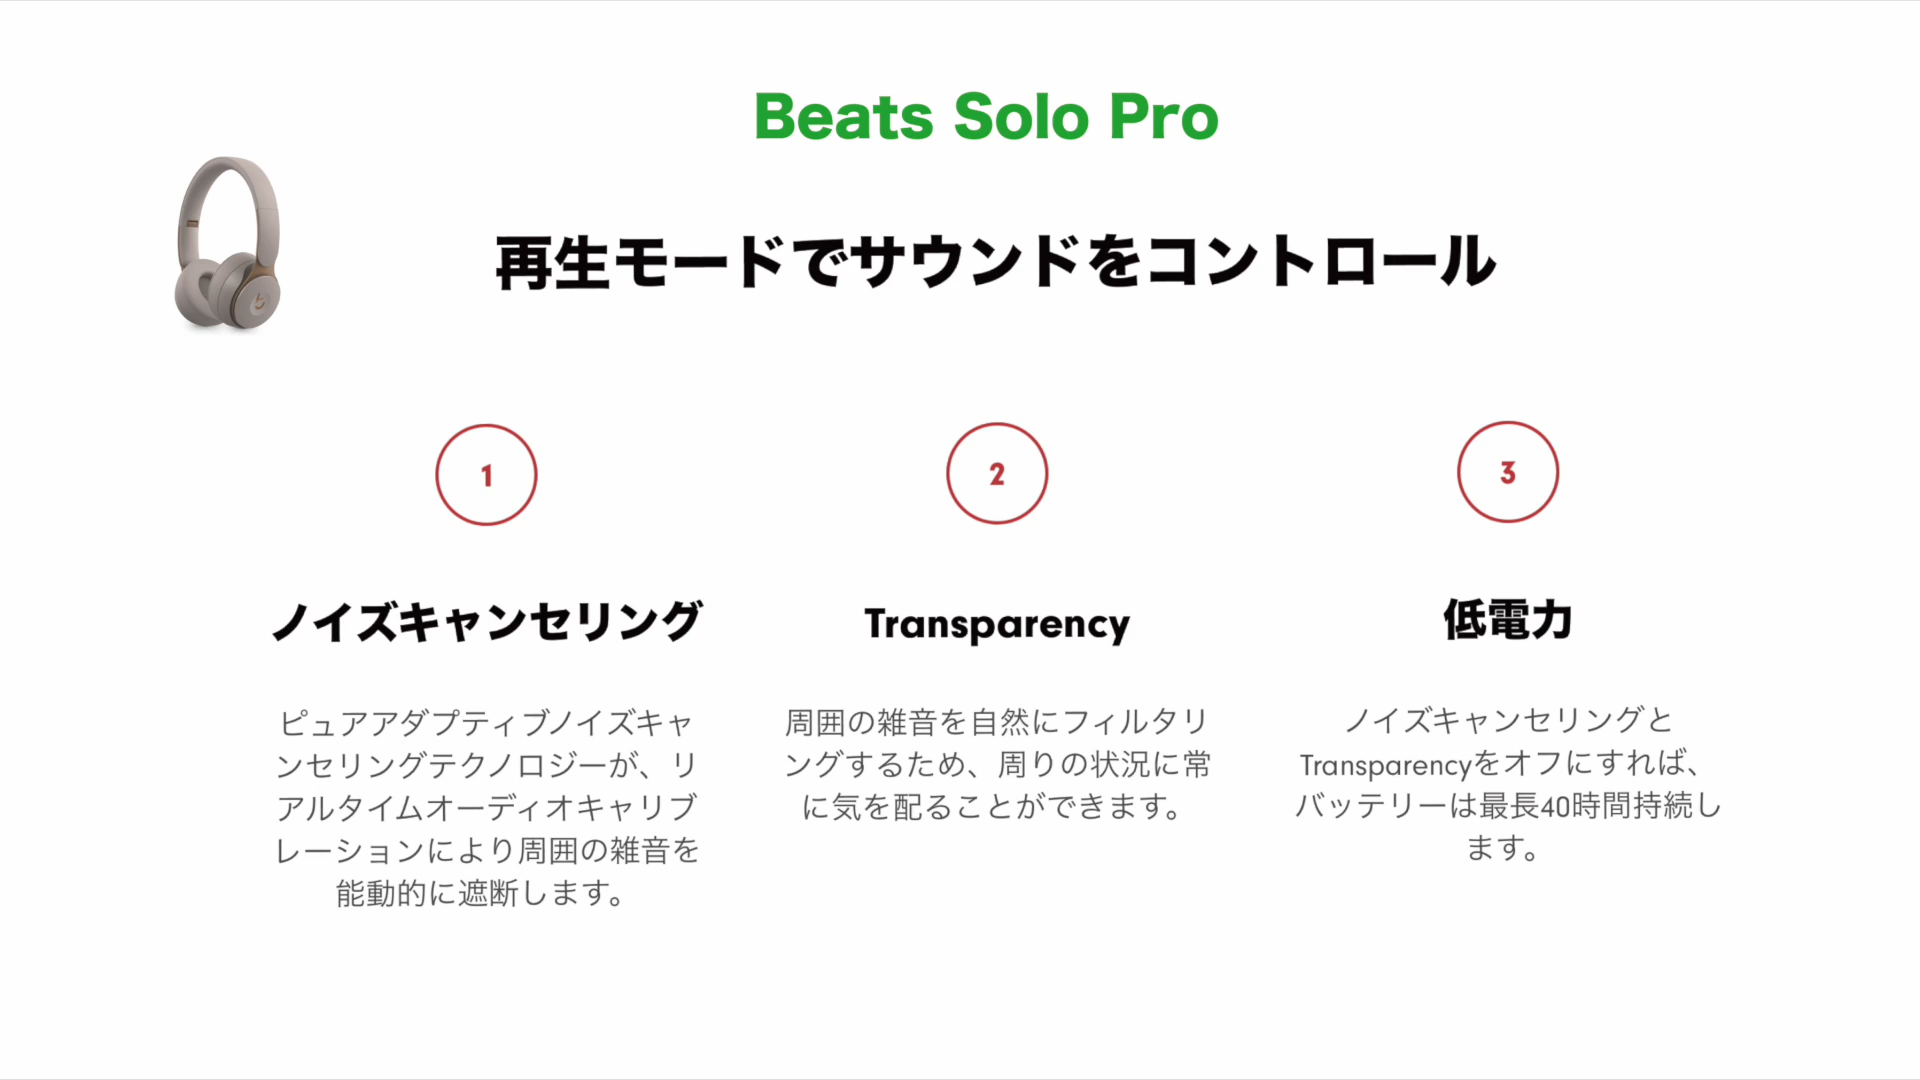 Beats Solo Pro
再生モードでサウンドをコントロール
1
ノイズキャンセリング
ピュアアダプティブノイズキャ
ンセリングテクノロジーが、リ
アルタイムオーディオキャリブ
レーションにより周囲の雑音を
能動的に遮断します。
2
Transparency
周囲の雑音を自然にフィルタリ
ングするため、周りの状況に常
に気を配ることができます。
3
低電力
ノイズキャンセリングと
Transparencyをオフにすれば、
バッテリーは最長40時間持続し
ます。